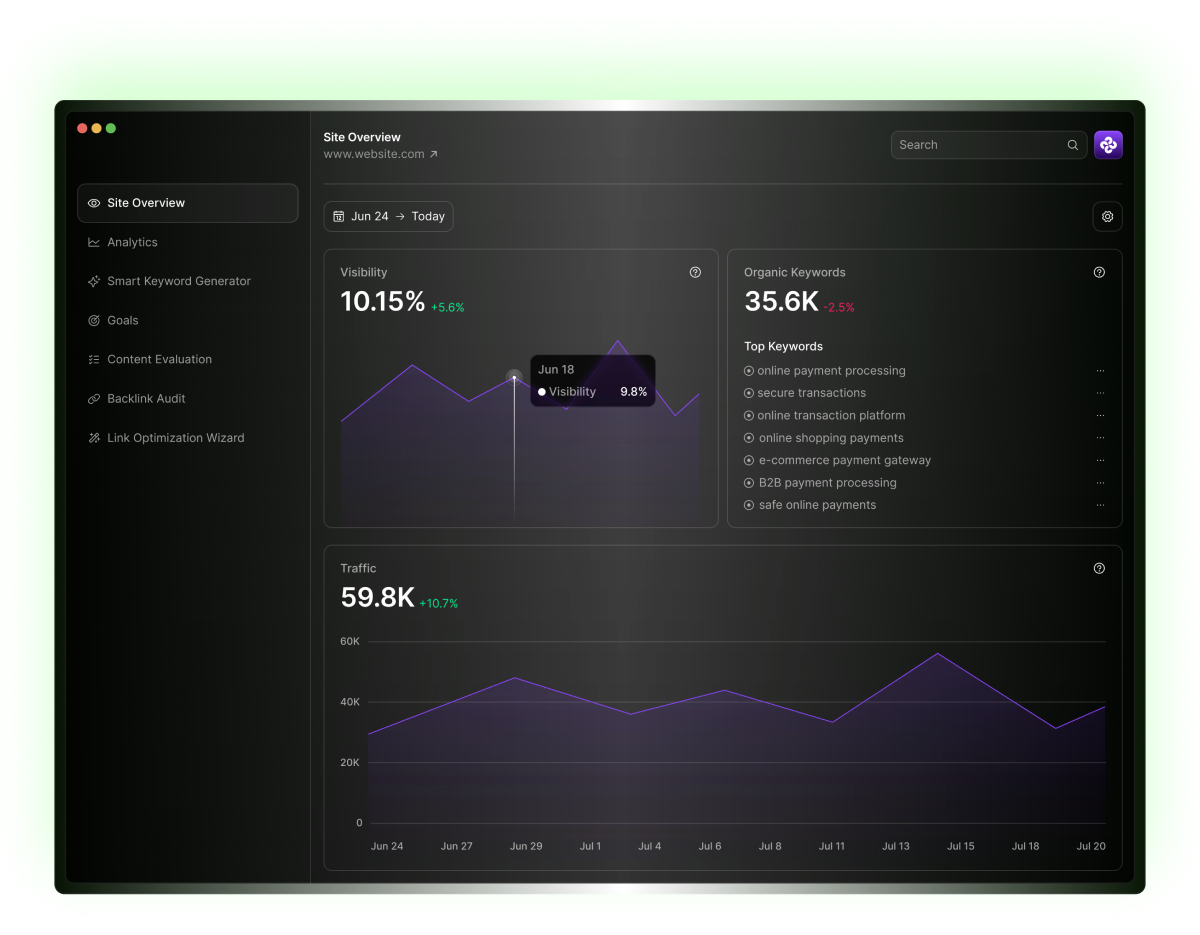 Site Overview
www.website.com
Search
Site Overview
Analytics
Smart Keyword Generator
Goals
Content Evaluation
Backlink Audit
Link Optimization Wizard
Jun 24 → Today
Visibility
10.15% +5.6%
Jun 18
Visibility 9.8%
Organic Keywords
35.6K -2.5%
Top Keywords
online payment processing
secure transactions
online transaction platform
online shopping payments
e-commerce payment gateway
B2B payment processing
safe online payments
Traffic
59.8K +10.7%
60K
40K
20K
0
Jun 24 Jun 27 Jun 29 Jul 1 Jul 4 Jul 6 Jul 8 Jul 11 Jul 13 Jul 15 Jul 18 Jul 20